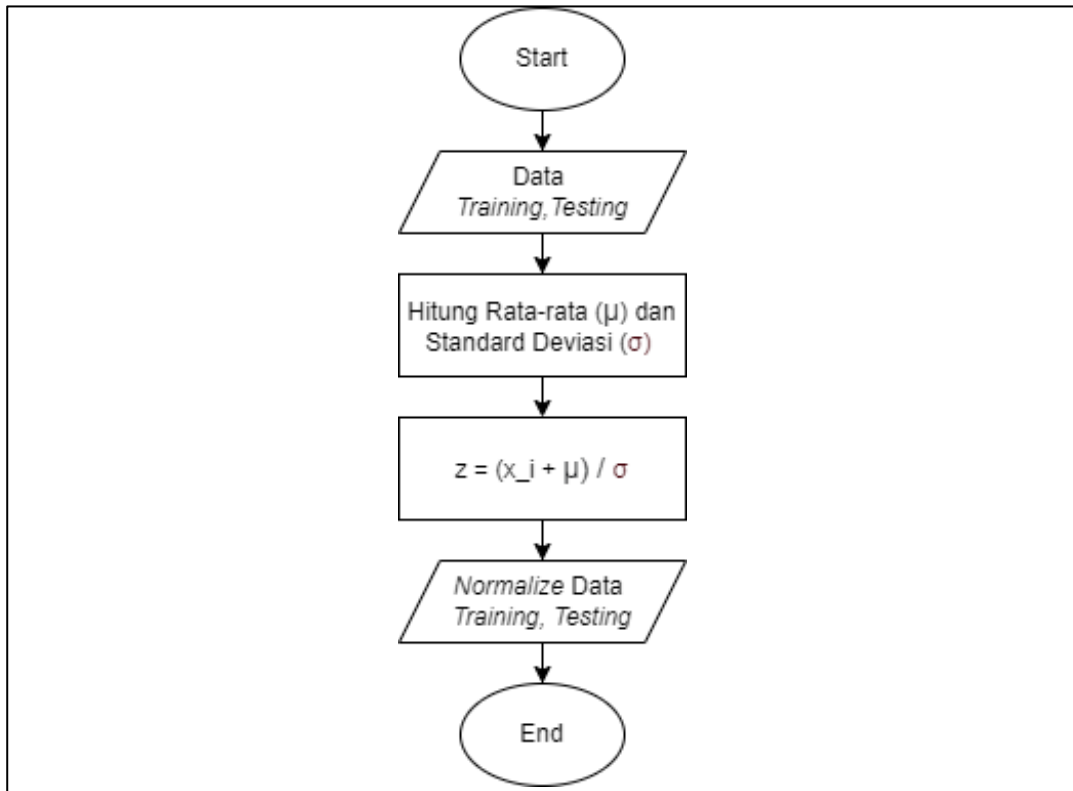 Start
Data
Training,Testing
Hitung Rata-rata (μ) dan
Standard Deviasi (σ)
z = (x_i + μ) / σ
Normalize Data
Training, Testing
End